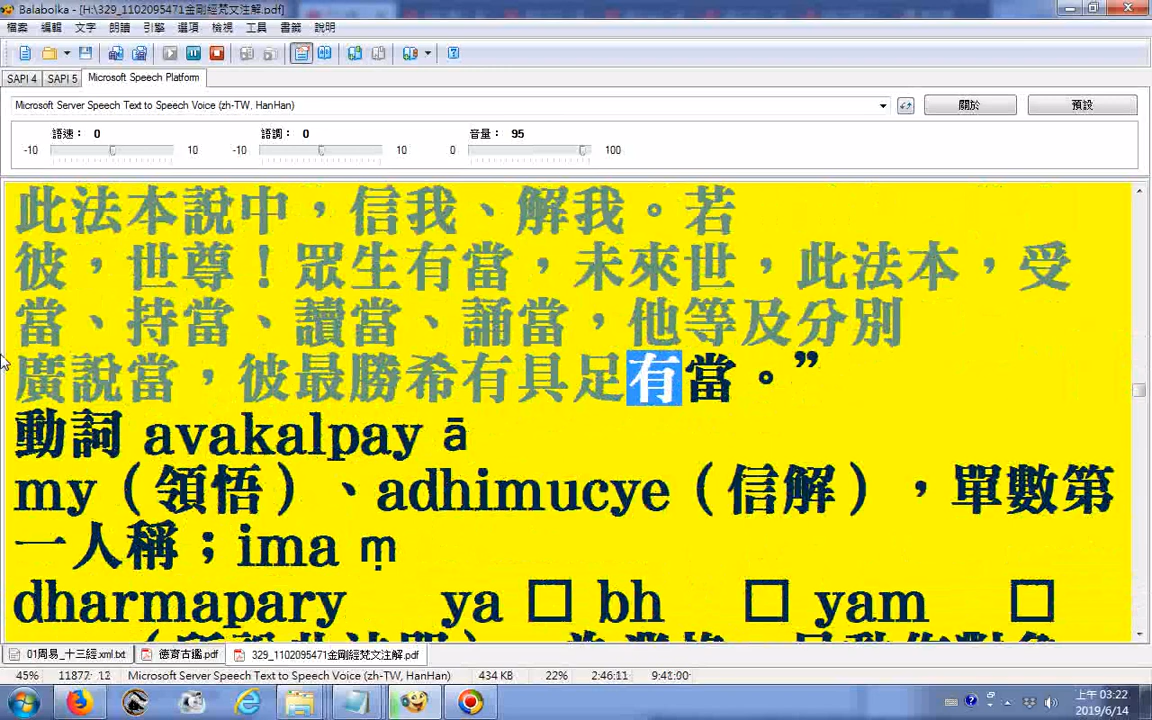 Balabolka - [H:\329_1102095471金剛經梵文注解.pdf]
檔案 編輯 文字 朗讀 引擎 選項 檢視 工具 書籤 說明
SAPI 4 SAPI 5 Microsoft Speech Platform
Microsoft Server Speech Text to Speech Voice (zh-TW, HanHan) 關於 預設
語速： 0 語調： 0 音量： 95
-10 10 -10 10 0 100
此法本說中，信我、解我。若
彼，世尊！眾生有當，未來世，此法本，受
當、持當、讀當、誦當，他等及分別
廣說當，彼最勝希有具足有當。”
動詞 avakalpay ā
my（領悟）、adhimucye（信解），單數第
一人稱；ima ṃ
dharmapary ya □ bh □ yam □
01周易_十三經.xml.txt 德育古鑑.pdf 329_1102095471金剛經梵文注解.pdf
45% 11877: 12 Microsoft Server Speech Text to Speech Voice (zh-TW, HanHan) 434 KB 22% 2:46:11 9:42:00
上午 03:22
2019/6/14